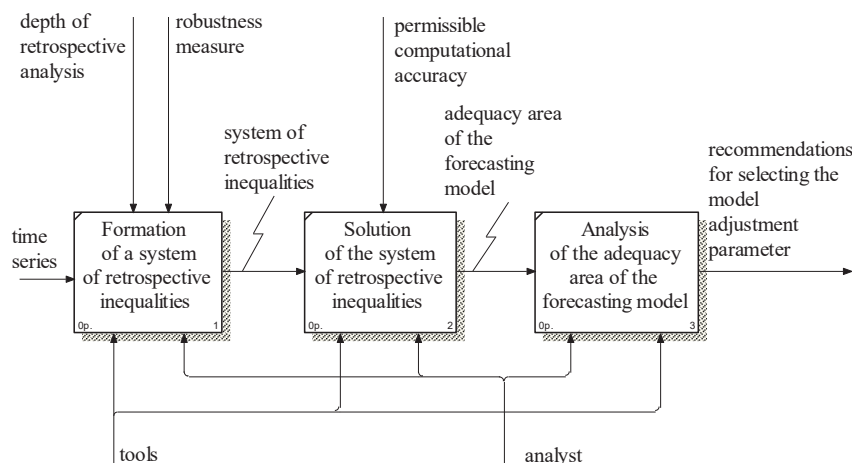 depth of
retrospective
analysis
robustness
measure
permissible
computational
accuracy
system of
retrospective
inequalities
adequacy area
of the
forecasting
model
recommendations
for selecting the
model
adjustment
parameter
time
series
Formation
of a system
of retrospective
inequalities
0p. 1
Solution
of the system
of retrospective
inequalities
0p. 2
Analysis
of the adequacy
area of the
forecasting model
0p. 3
tools
analyst